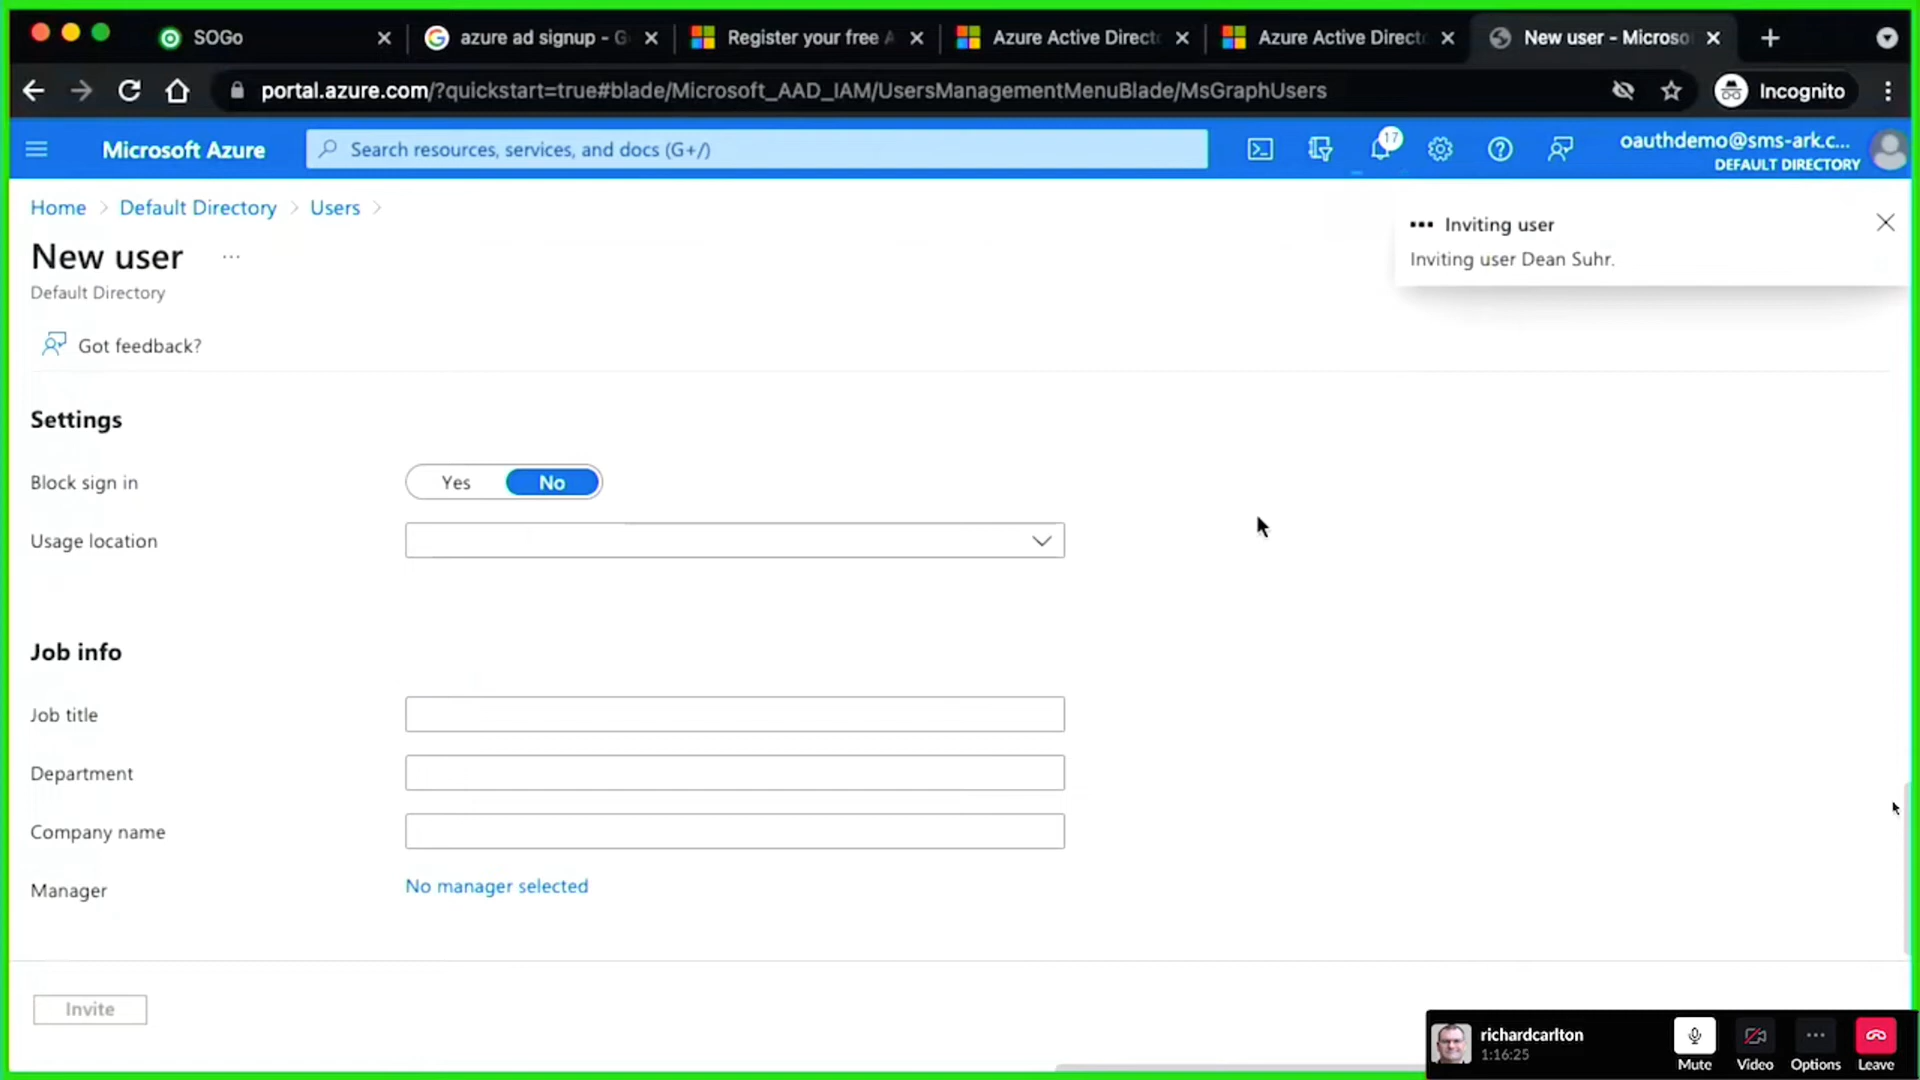 SOGo
azure ad signup - G
Register your free A
Azure Active Direct
Azure Active Direct
New user - Microso
portal.azure.com/?quickstart=true#blade/Microsoft_AAD_IAM/UsersManagementMenuBlade/MsGraphUsers
Incognito
Microsoft Azure
Search resources, services, and docs (G+/)
17
oauthdemo@sms-ark.c...
DEFAULT DIRECTORY
Home > Default Directory > Users >
Inviting user
Inviting user Dean Suhr.
New user
Default Directory
Got feedback?
Settings
Block sign in
Yes No
Usage location
Job info
Job title
Department
Company name
Manager
No manager selected
Invite
richardcarlton
1:16:25
Mute Video Options Leave